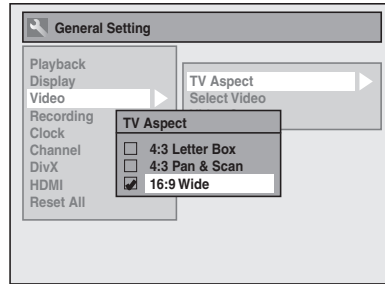 General Setting
Playback
Display
Video
Recording
Clock
Channel
DivX
HDMI
Reset All
TV Aspect
Select Video
TV Aspect
4:3 Letter Box
4:3 Pan & Scan
16:9 Wide